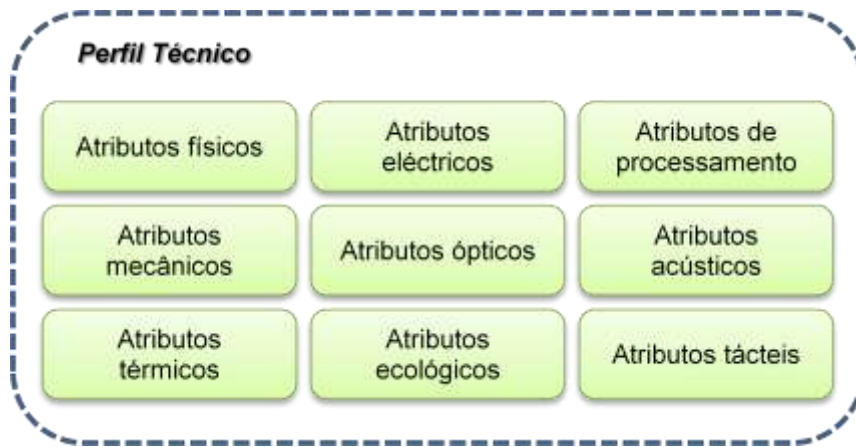 Perfil Técnico
Atributos físicos
Atributos
eléctricos
Atributos de
processamento
Atributos
mecânicos
Atributos ópticos
Atributos
acústicos
Atributos
térmicos
Atributos
ecológicos
Atributos tácteis